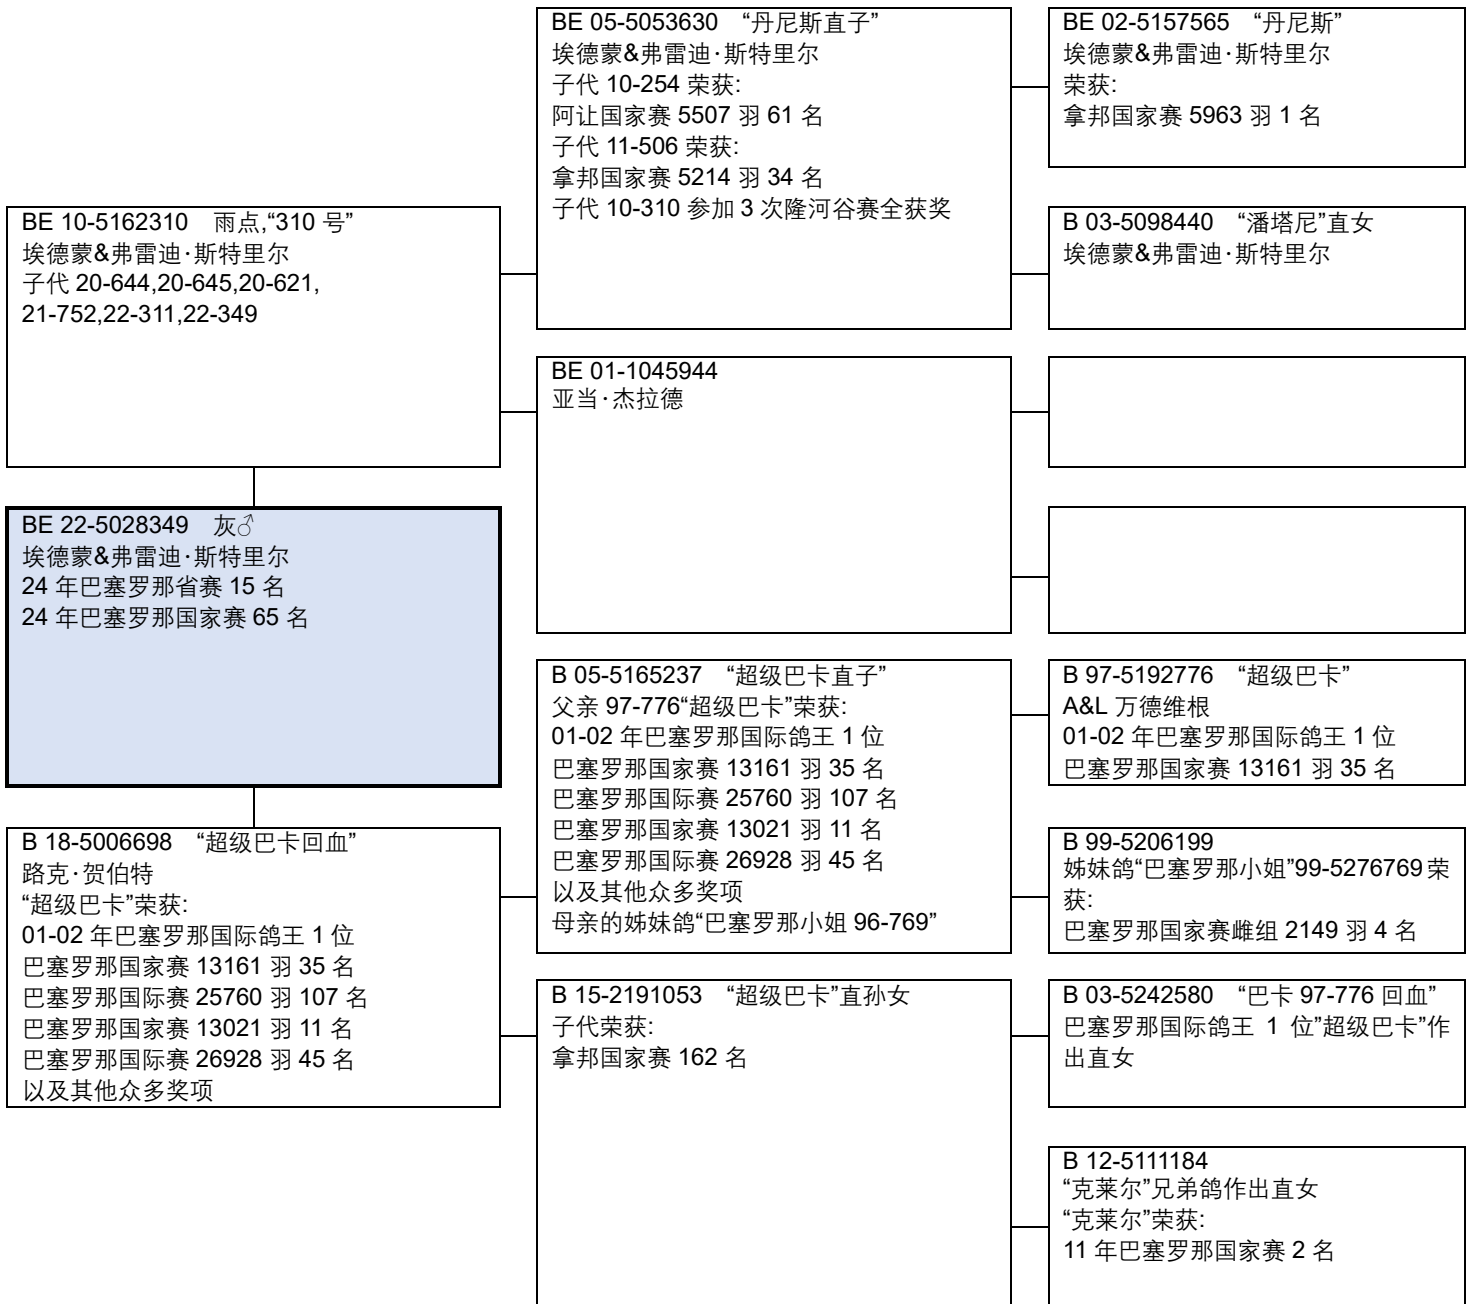 BE 10-5162310 雨点,“310 号”
埃德蒙&弗雷迪·斯特里尔
子代 20-644,20-645,20-621,
21-752,22-311,22-349
BE 22-5028349 灰♂
埃德蒙&弗雷迪·斯特里尔
24 年巴塞罗那省赛 15 名
24 年巴塞罗那国家赛 65 名
B 18-5006698 “超级巴卡回血”
路克·贺伯特
“超级巴卡”荣获:
01-02 年巴塞罗那国际鸽王 1 位
巴塞罗那国家赛 13161 羽 35 名
巴塞罗那国际赛 25760 羽 107 名
巴塞罗那国家赛 13021 羽 11 名
巴塞罗那国际赛 26928 羽 45 名
以及其他众多奖项
BE 05-5053630 “丹尼斯直子”
埃德蒙&弗雷迪·斯特里尔
子代 10-254 荣获:
阿让国家赛 5507 羽 61 名
子代 11-506 荣获:
拿邦国家赛 5214 羽 34 名
子代 10-310 参加 3 次隆河谷赛全获奖
BE 01-1045944
亚当·杰拉德
B 05-5165237 “超级巴卡直子”
父亲 97-776“超级巴卡”荣获:
01-02 年巴塞罗那国际鸽王 1 位
巴塞罗那国家赛 13161 羽 35 名
巴塞罗那国际赛 25760 羽 107 名
巴塞罗那国家赛 13021 羽 11 名
巴塞罗那国际赛 26928 羽 45 名
以及其他众多奖项
母亲的姊妹鸽“巴塞罗那小姐 96-769”
B 15-2191053 “超级巴卡”直孙女
子代荣获:
拿邦国家赛 162 名
BE 02-5157565 “丹尼斯”
埃德蒙&弗雷迪·斯特里尔
荣获:
拿邦国家赛 5963 羽 1 名
B 03-5098440 “潘塔尼”直女
埃德蒙&弗雷迪·斯特里尔
B 97-5192776 “超级巴卡”
A&L 万德维根
01-02 年巴塞罗那国际鸽王 1 位
巴塞罗那国家赛 13161 羽 35 名
B 99-5206199
姊妹鸽“巴塞罗那小姐”99-5276769荣
获:
巴塞罗那国家赛雌组 2149 羽 4 名
B 03-5242580 “巴卡 97-776 回血”
巴塞罗那国际鸽王 1 位”超级巴卡”作
出直女
B 12-5111184
“克莱尔”兄弟鸽作出直女
“克莱尔”荣获:
11 年巴塞罗那国家赛 2 名